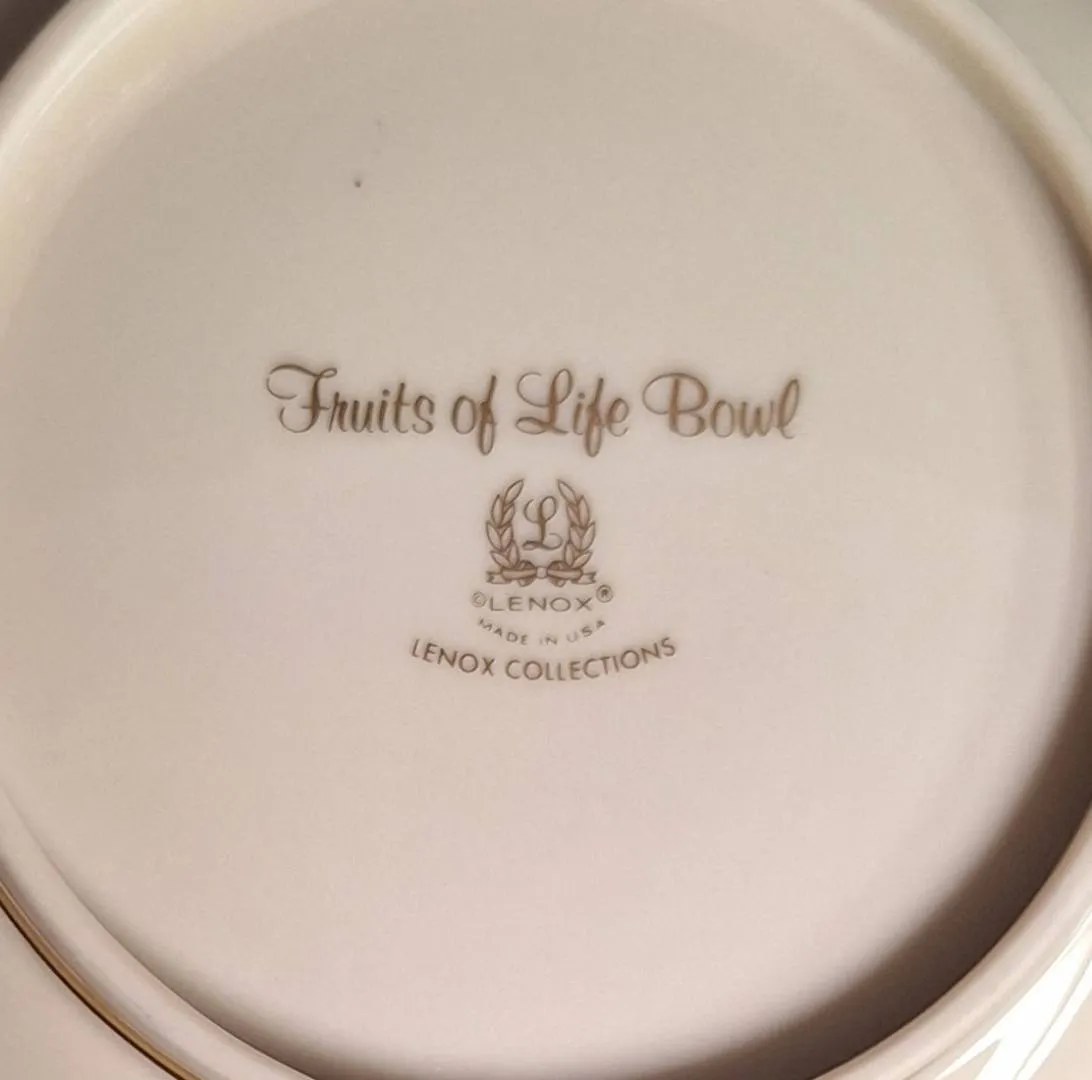 Fruits of Life Bowl
L
©LENOX®
MADE IN USA
LENOX COLLECTIONS